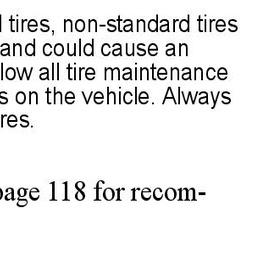 tires, non-standard tires
and could cause an
low all tire maintenance
s on the vehicle. Always
res.
page 118 for recom-